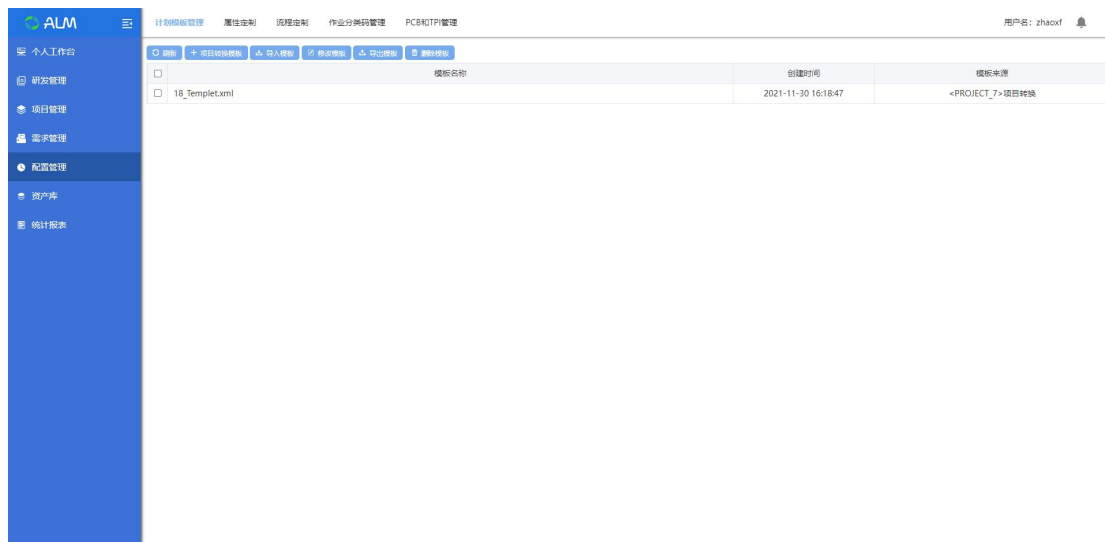 ALM
计划模板管理 属性定制 流程定制 作业分类码管理 PCB和TPI管理 用户名: zhaoxf
个人工作台
研发管理
项目管理
需求管理
配置管理
资产库
统计报表
刷新 项目转换模板 导入模板 修改模板 导出模板 删除模板
模板名称 创建时间 模板来源
18_Templet.xml 2021-11-30 16:18:47 <PROJECT_7>项目转换